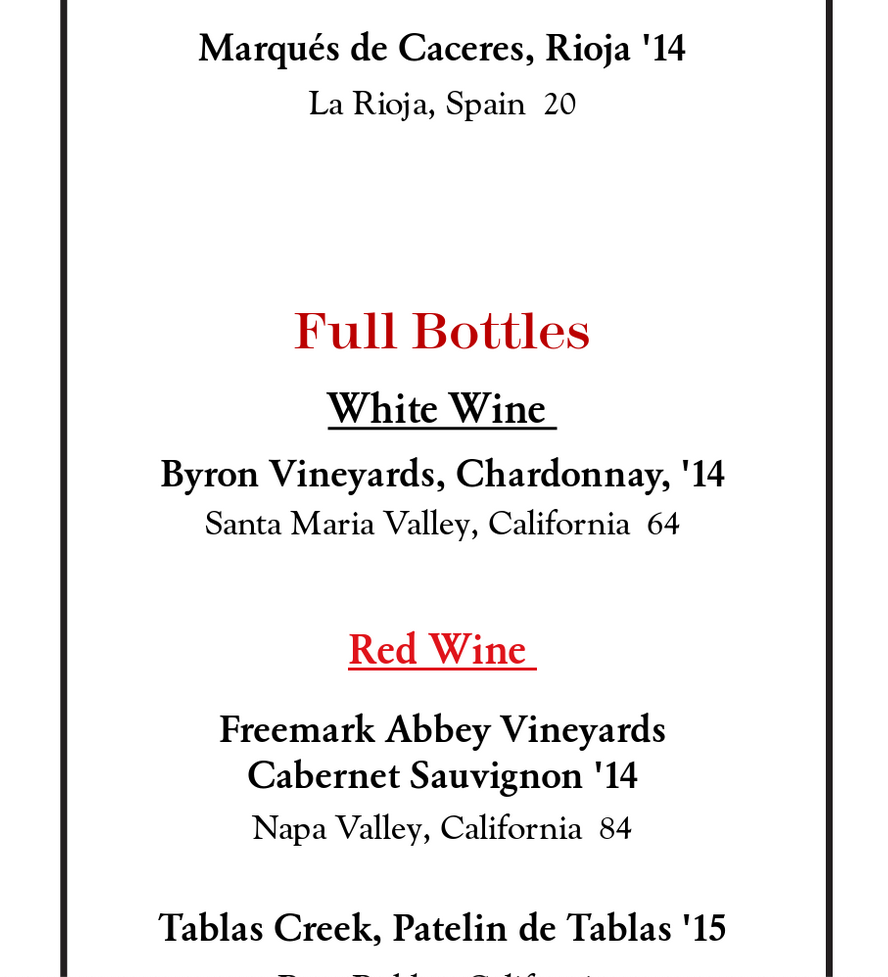 Marqués de Caceres, Rioja '14
La Rioja, Spain 20
Full Bottles
White Wine
Byron Vineyards, Chardonnay, '14
Santa Maria Valley, California 64
Red Wine
Freemark Abbey Vineyards
Cabernet Sauvignon '14
Napa Valley, California 84
Tablas Creek, Patelin de Tablas '15